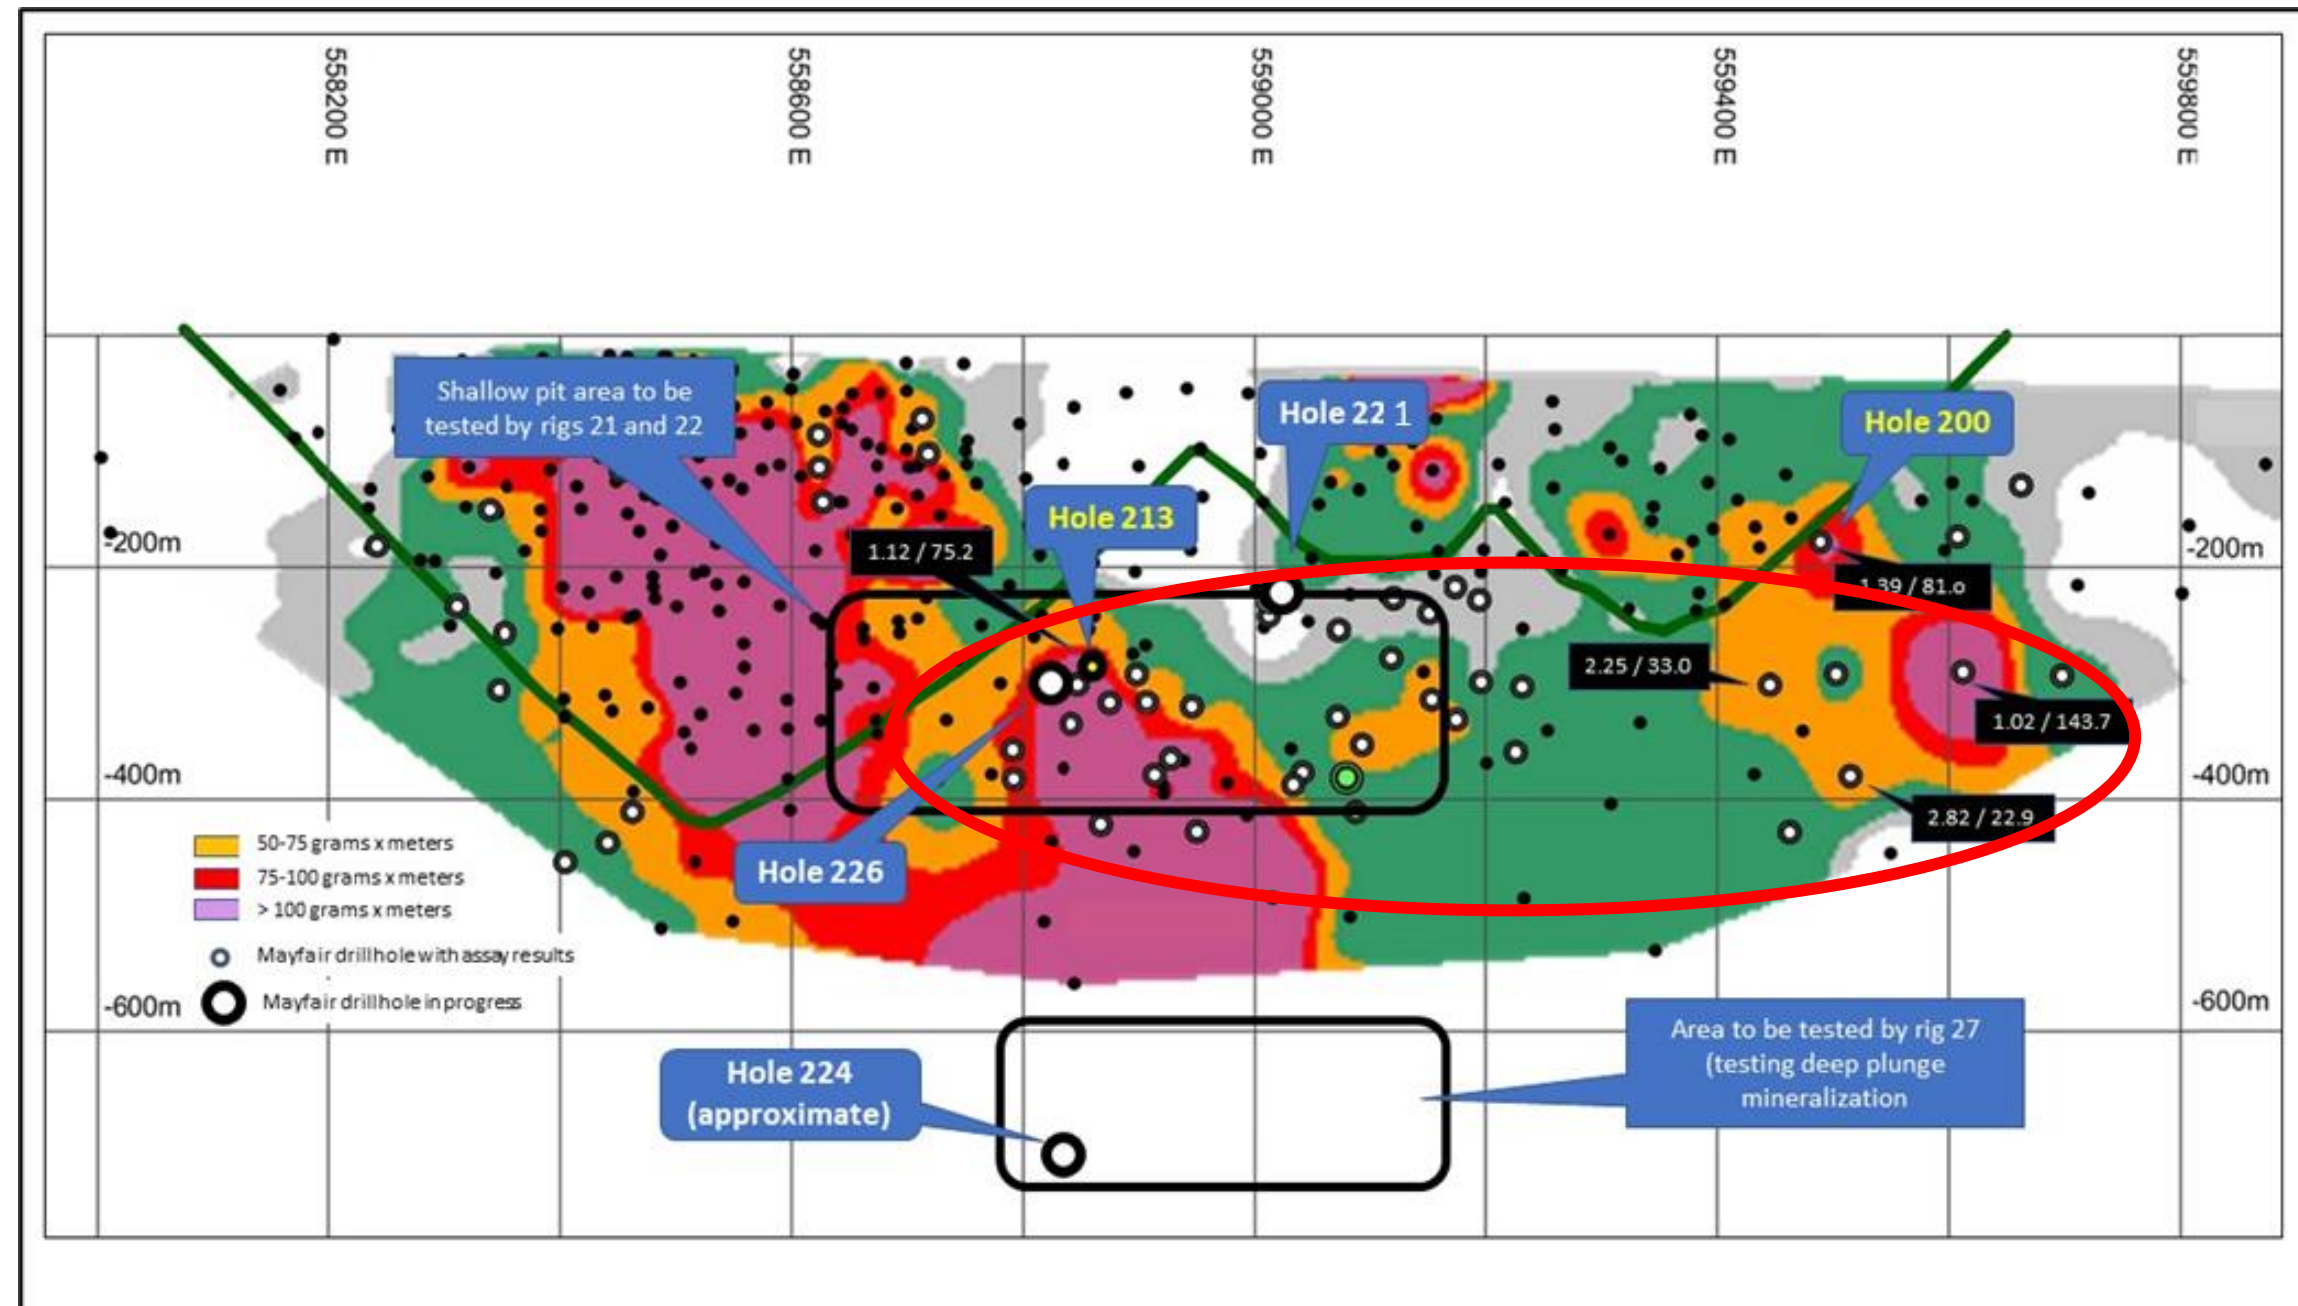 558200 E
558600 E
559000 E
559400 E
559800 E
Shallow pit area to be
tested by rigs 21 and 22
Hole 22 1
Hole 200
Hole 213
1.12 / 75.2
-200m
-200m
1.39 / 81.o
2.25 / 33.0
1.02 / 143.7
-400m
-400m
2.82 / 22.9
50-75 grams x meters
75-100 grams x meters
> 100 grams x meters
Mayfair drillhole with assay results
Mayfair drillhole in progress
Hole 226
-600m
-600m
Hole 224
(approximate)
Area to be tested by rig 27
(testing deep plunge
mineralization